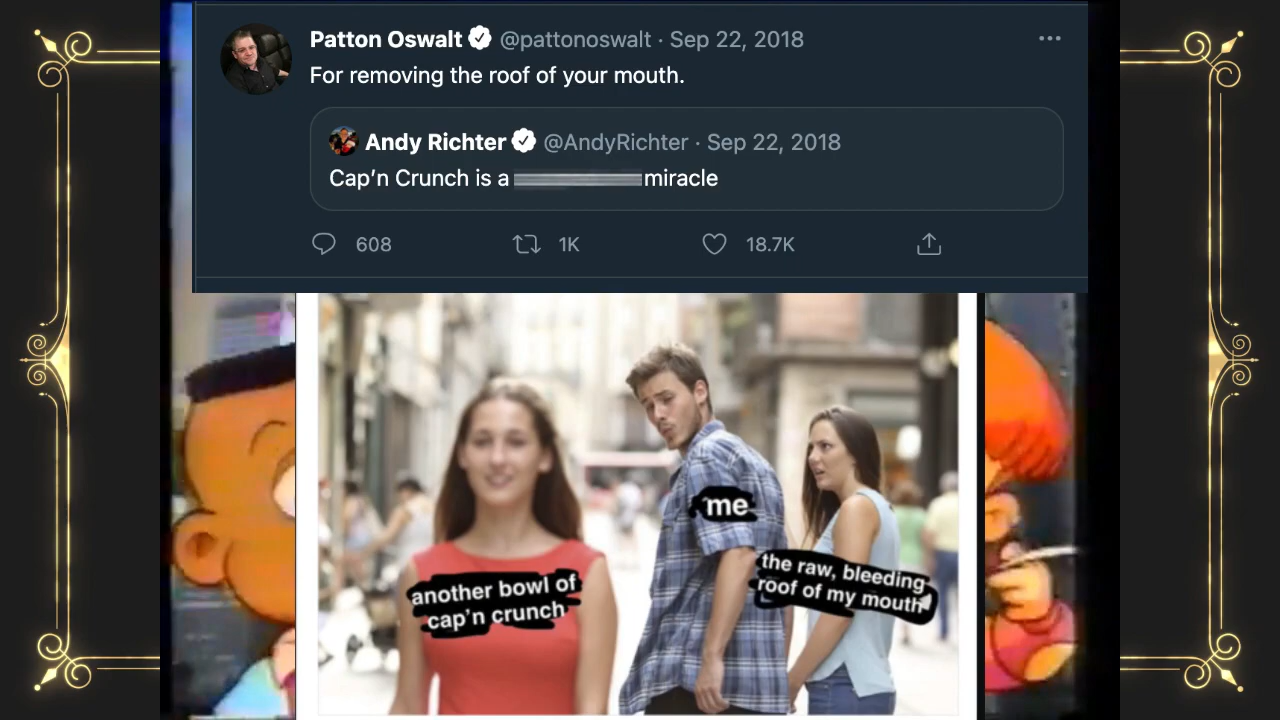 Patton Oswalt @pattonoswalt · Sep 22, 2018
For removing the roof of your mouth.
Andy Richter @AndyRichter · Sep 22, 2018
Cap'n Crunch is a miracle
608 1K 18.7K
me
the raw, bleeding
roof of my mouth
another bowl of
cap'n crunch